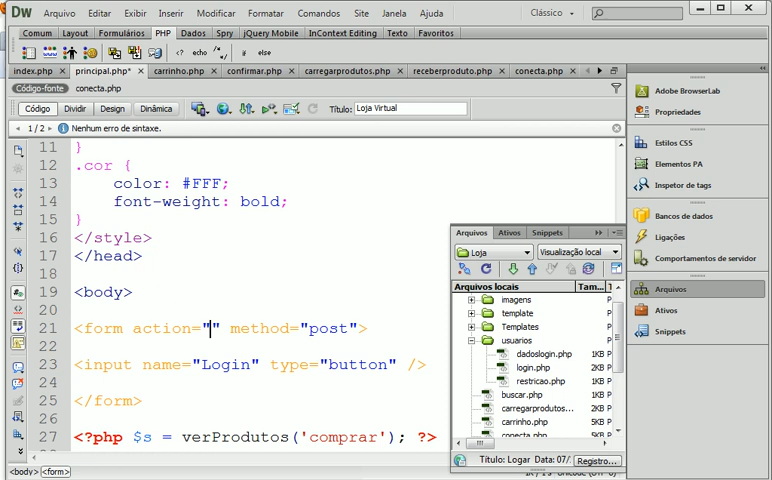 Dw Arquivo Editar Exibir Inserir Modificar Formatar Comandos Site Janela Ajuda Clássico
Comum Layout Formulários PHP Dados Spry jQuery Mobile InContext Editing Texto Favoritos
<? echo /*/ if else
index.php principal.php* carrinho.php confirmar.php carregarprodutos.php receberproduto.php conecta.php
Código-fonte conecta.php
Código Dividir Design Dinâmica Título: Loja Virtual
1 / 2 Nenhum erro de sintaxe.
11 }
12 .cor {
13 color: #FFF;
14 font-weight: bold;
15 }
16 </style>
17 </head>
18
19 <body>
20
21 <form action="" method="post">
22
23 <input name="Login" type="button" />
24
25 </form>
26
27 <?php $s = verProdutos('comprar'); ?>
28
<body> <form>
Adobe BrowserLab
Propriedades
Estilos CSS
Elementos PA
Inspetor de tags
Bancos de dados
Ligações
Comportamentos de servidor
Arquivos
Ativos
Snippets
Arquivos Ativos Snippets
Loja Visualização local
Arquivos locais Tam... T
imagens P
template P
Templates P
usuarios P
dadoslogin.php 1KB P
login.php 1KB P
restricao.php 1KB P
buscar.php 2KB P
carregarprodutos... 2KB P
carrinho.php 5KB P
conecta.php 5KB P
Título: Logar Data: 07/ Registro...